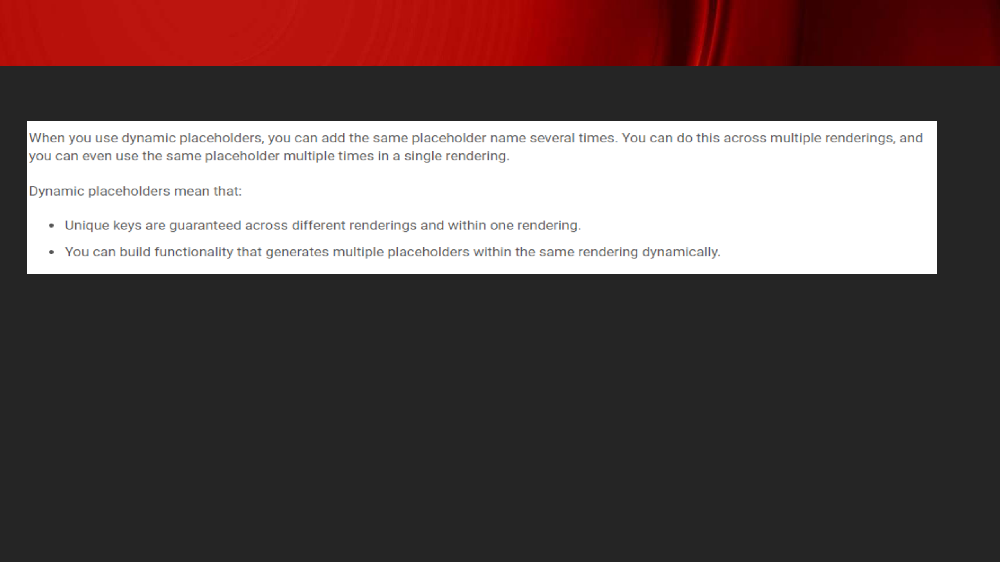 When you use dynamic placeholders, you can add the same placeholder name several times. You can do this across multiple renderings, and
you can even use the same placeholder multiple times in a single rendering.
Dynamic placeholders mean that:
• Unique keys are guaranteed across different renderings and within one rendering.
• You can build functionality that generates multiple placeholders within the same rendering dynamically.